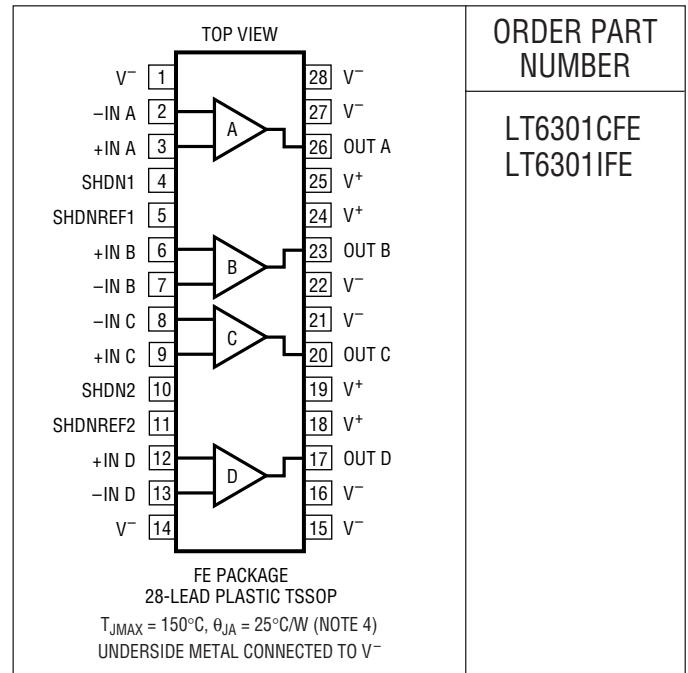 TOP VIEW
V⁻ 1 28 V⁻
–IN A 2 27 V⁻
+IN A 3 A 26 OUT A
SHDN1 4 25 V⁺
SHDNREF1 5 24 V⁺
+IN B 6 23 OUT B
–IN B 7 B 22 V⁻
–IN C 8 21 V⁻
+IN C 9 C 20 OUT C
SHDN2 10 19 V⁺
SHDNREF2 11 18 V⁺
+IN D 12 17 OUT D
–IN D 13 D 16 V⁻
V⁻ 14 15 V⁻
FE PACKAGE
28-LEAD PLASTIC TSSOP
TJMAX = 150°C, θJA = 25°C/W (NOTE 4)
UNDERSIDE METAL CONNECTED TO V⁻
ORDER PART
NUMBER
LT6301CFE
LT6301IFE